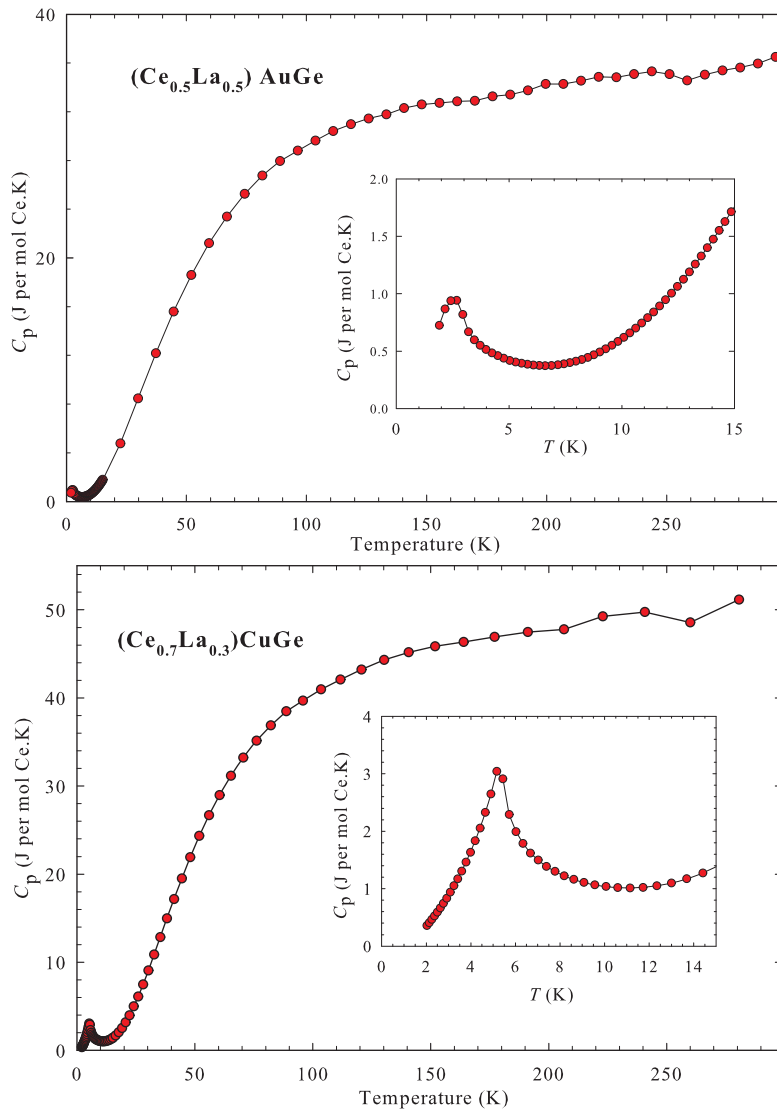 40
(Ce0.5La0.5) AuGe
Cp (J per mol Ce.K)
20
0
2.0
1.5
1.0
0.5
0.0
Cp (J per mol Ce.K)
0 5 10 15
T (K)
0 50 100 150 200 250
Temperature (K)
50
(Ce0.7La0.3)CuGe
40
Cp (J per mol Ce.K)
30
20
10
0
4
3
2
1
0
Cp (J per mol Ce.K)
0 2 4 6 8 10 12 14
T (K)
0 50 100 150 200 250
Temperature (K)